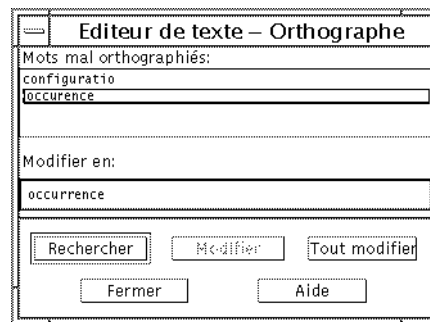 Editeur de texte – Orthographe
Mots mal orthographiés:
configuratio
occurence
Modifier en:
occurrence
Rechercher Modifier Tout modifier
Fermer Aide